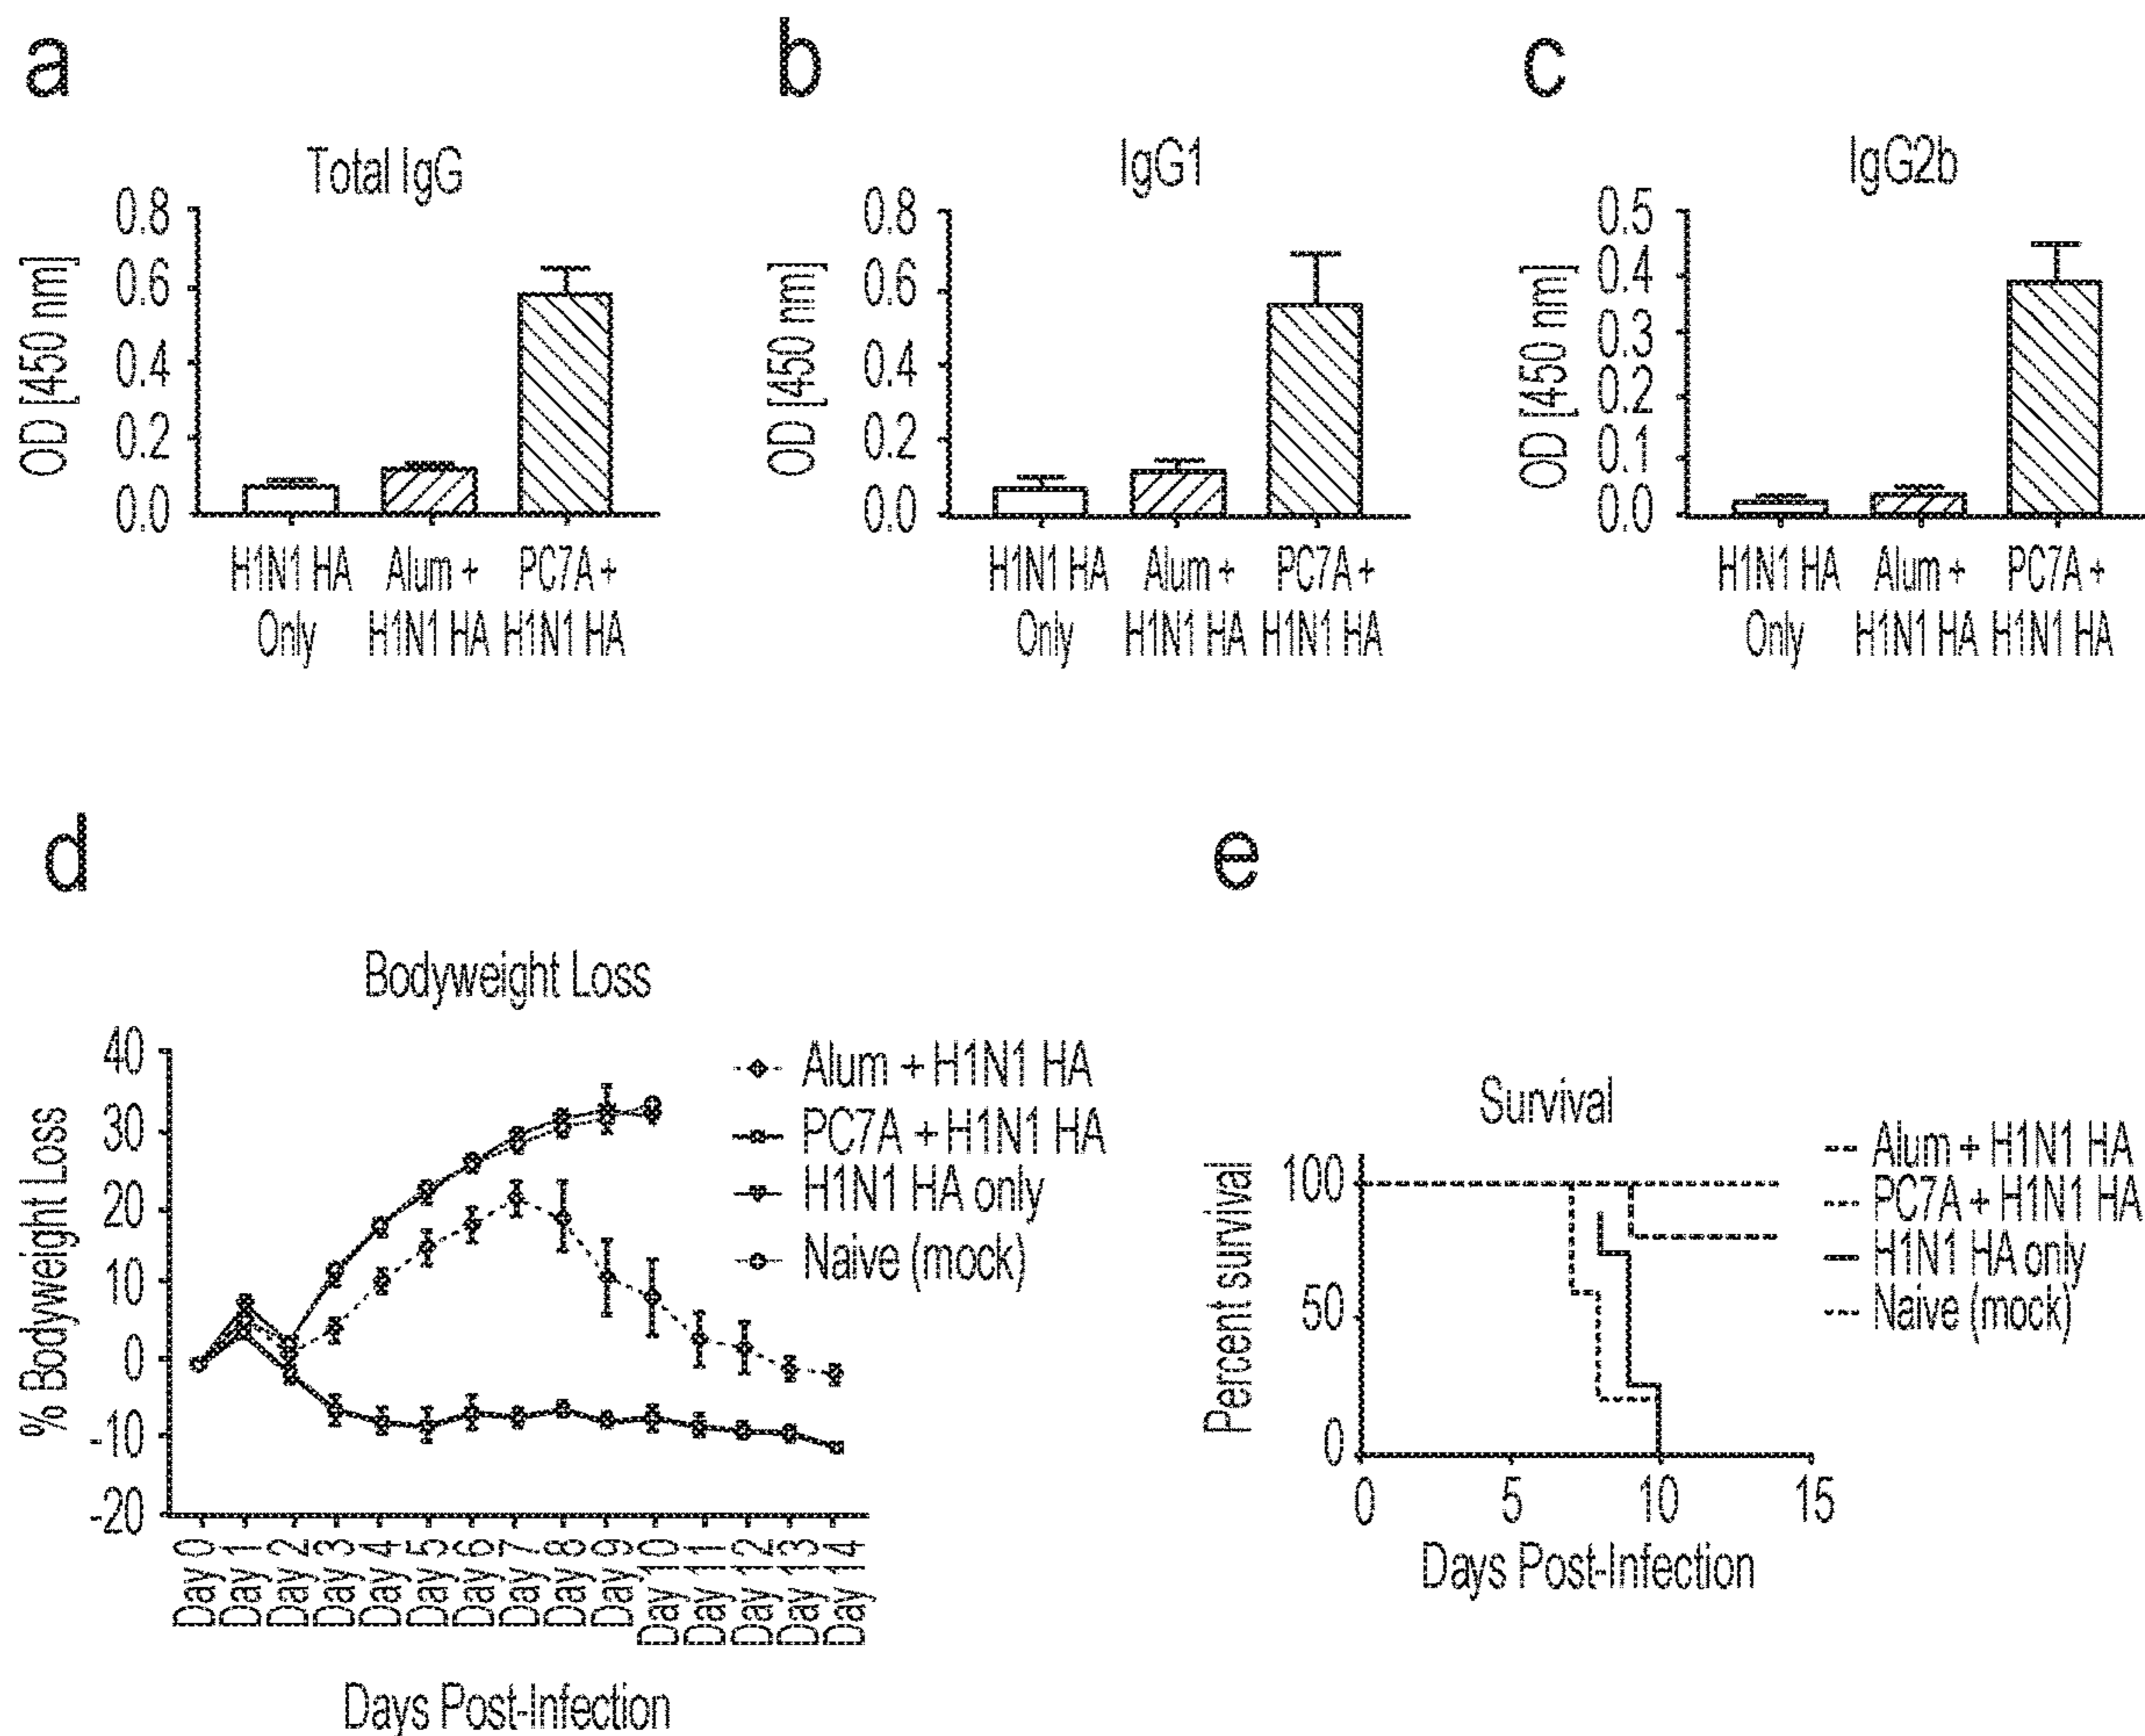 a
b
c
Total IgG
IgG1
IgG2b
OD [450 nm]
0.8
0.6
0.4
0.2
0.0
H1N1 HA Only
Alum + H1N1 HA
PC7A + H1N1 HA
OD [450 nm]
0.8
0.6
0.4
0.2
0.0
H1N1 HA Only
Alum + H1N1 HA
PC7A + H1N1 HA
OD [450 nm]
0.5
0.4
0.3
0.2
0.1
0.0
H1N1 HA Only
Alum + H1N1 HA
PC7A + H1N1 HA
d
Bodyweight Loss
% Bodyweight Loss
40
30
20
10
0
-10
-20
Day 0
Day 1
Day 2
Day 3
Day 4
Day 5
Day 6
Day 7
Day 8
Day 9
Day 10
Day 11
Day 12
Day 13
Day 14
Days Post-Infection
Alum + H1N1 HA
PC7A + H1N1 HA
H1N1 HA only
Naive (mock)
e
Survival
Percent survival
100
50
0
0
5
10
15
Days Post-Infection
Alum + H1N1 HA
PC7A + H1N1 HA
H1N1 HA only
Naive (mock)